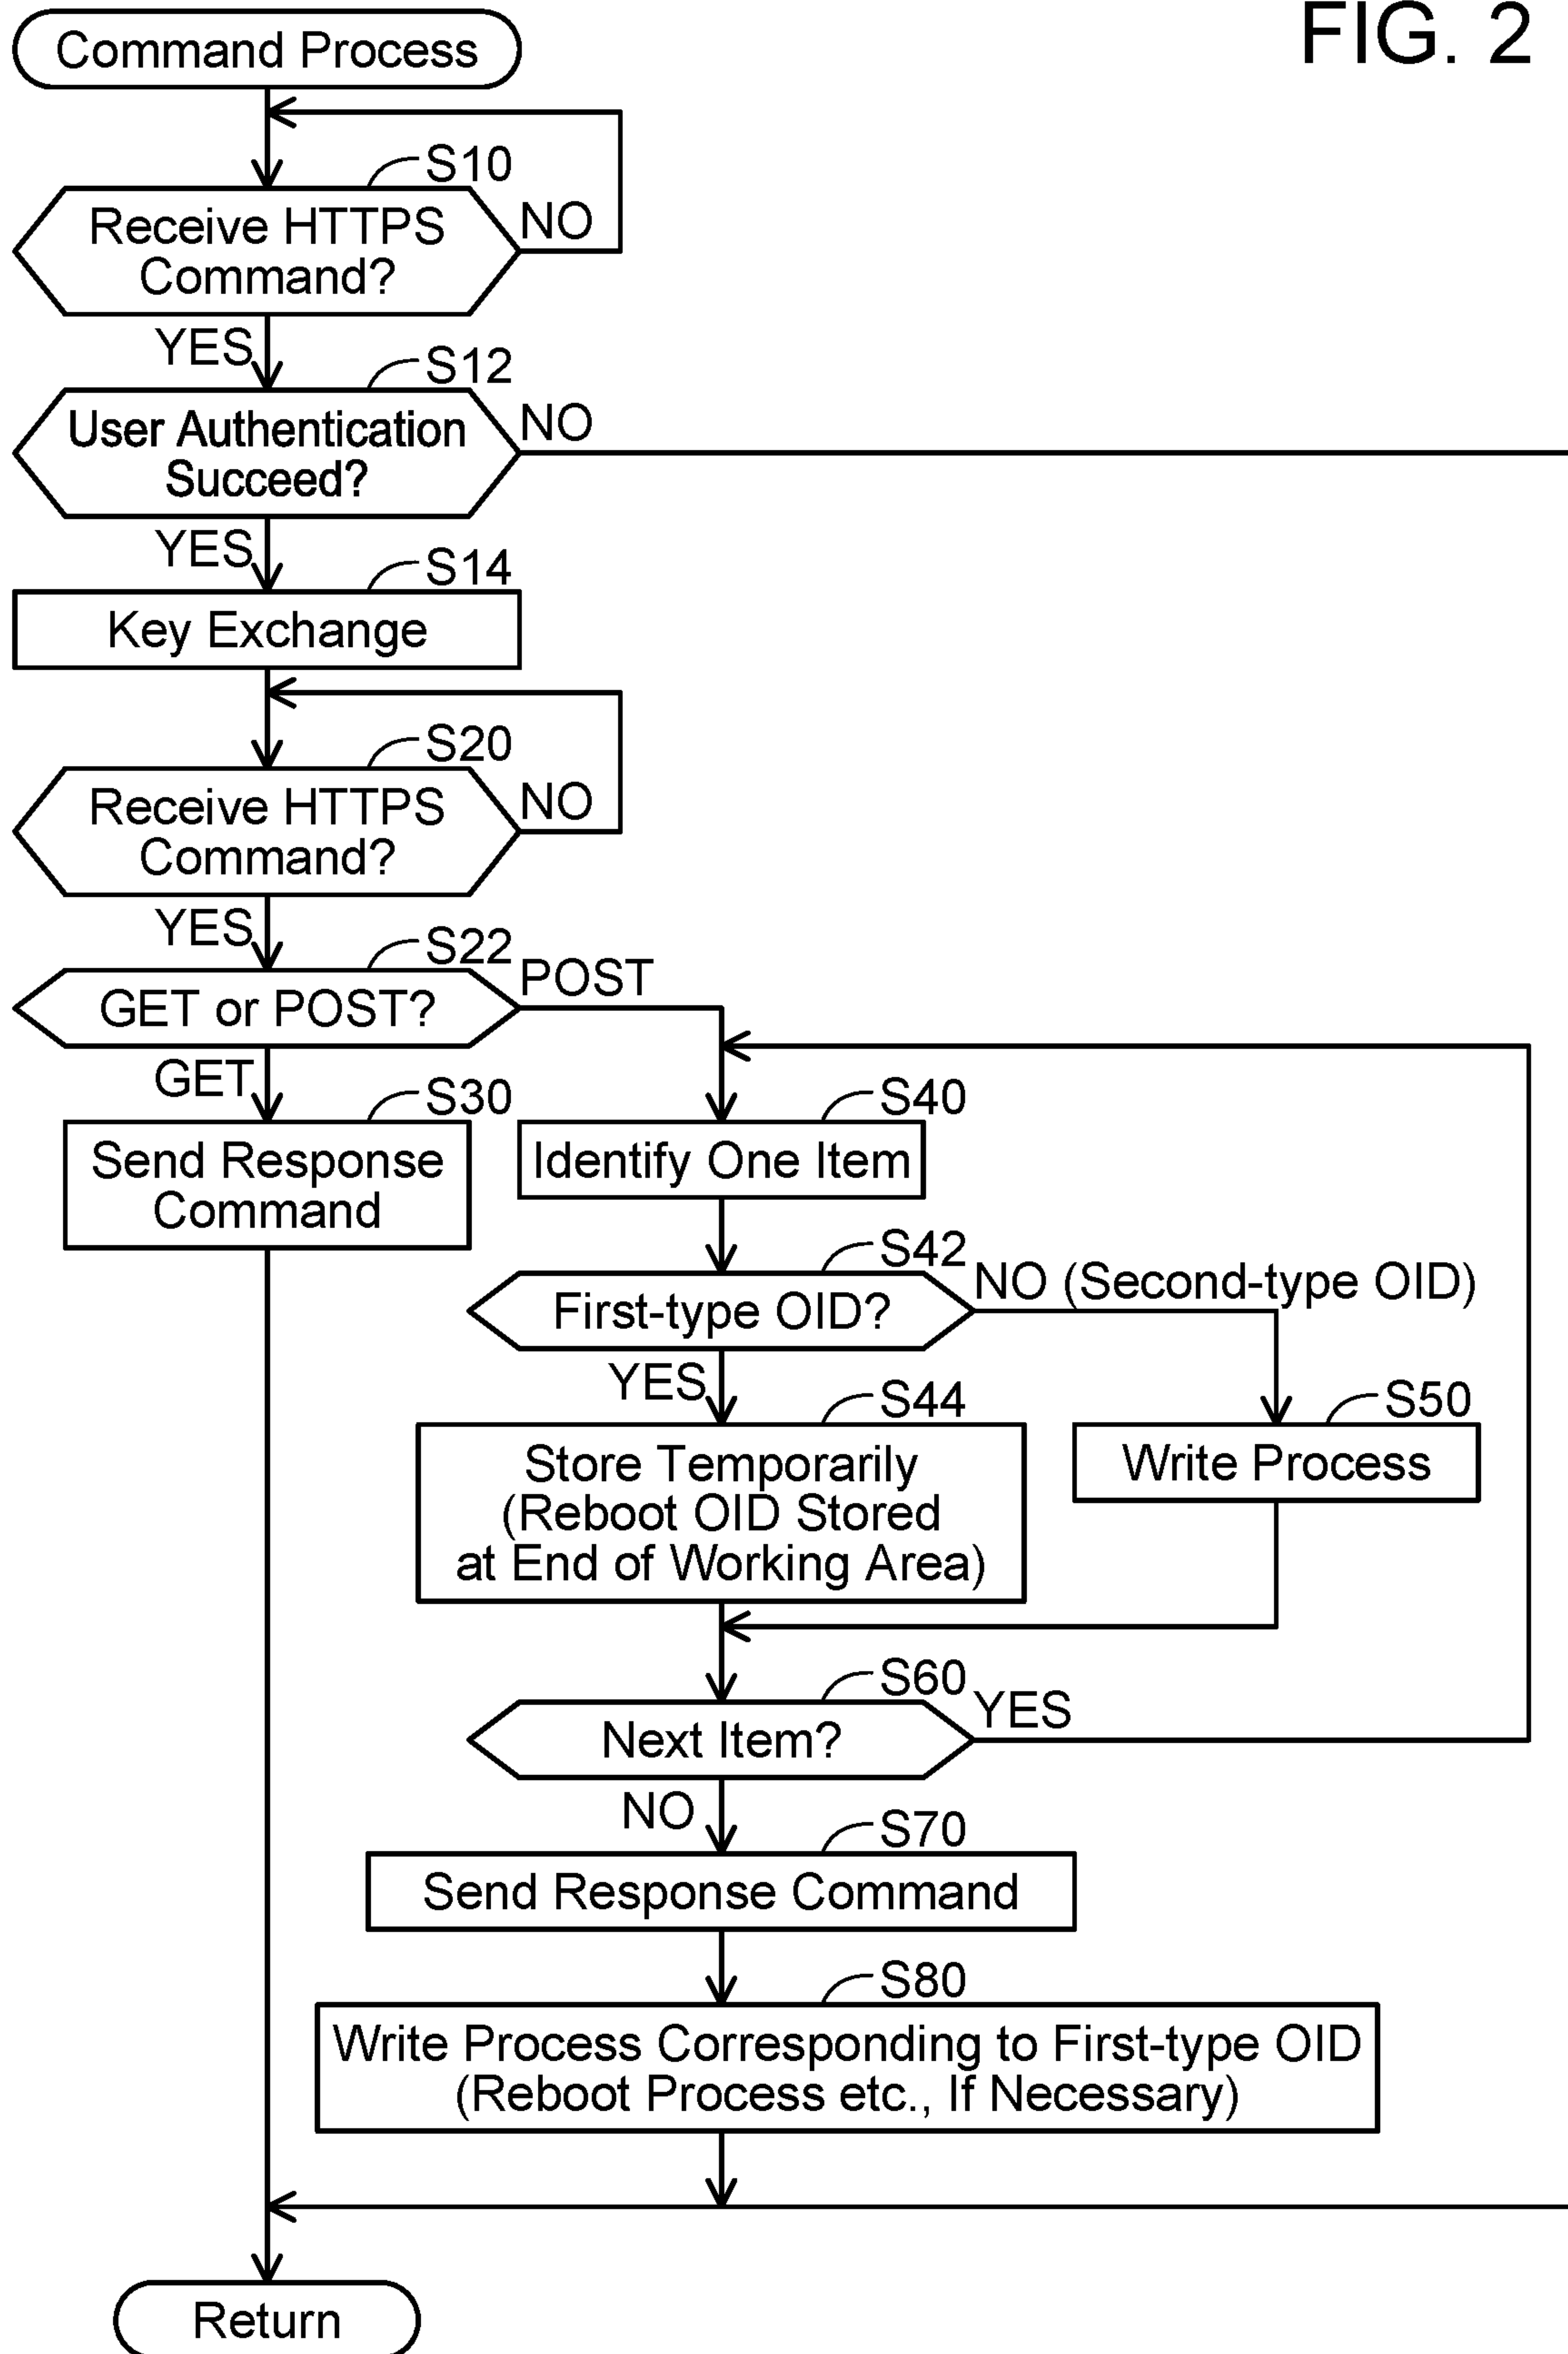 FIG. 2
Command Process
S10
Receive HTTPS
Command?
NO
YES
S12
User Authentication
Succeed?
NO
YES
S14
Key Exchange
S20
Receive HTTPS
Command?
NO
YES
S22
GET or POST?
POST
GET
S30
Send Response
Command
S40
Identify One Item
S42
First-type OID?
NO (Second-type OID)
YES
S44
Store Temporarily
(Reboot OID Stored
at End of Working Area)
S50
Write Process
S60
Next Item?
YES
NO
S70
Send Response Command
S80
Write Process Corresponding to First-type OID
(Reboot Process etc., If Necessary)
Return